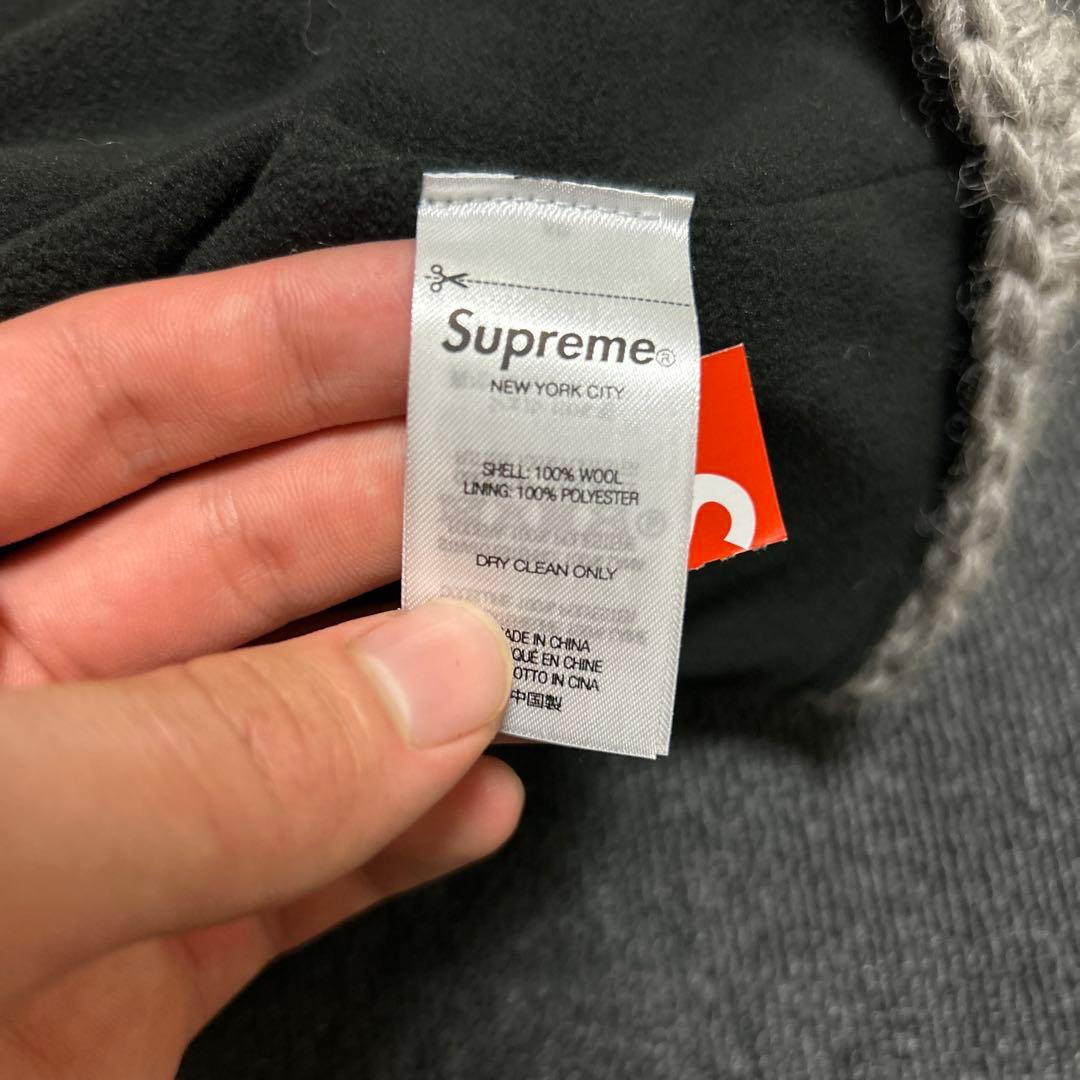 Supreme®
NEW YORK CITY
SHELL: 100% WOOL
LINING: 100% POLYESTER
DRY CLEAN ONLY
ADE IN CHINA
QUÉ EN CHINE
OTTO IN CINA
中国製